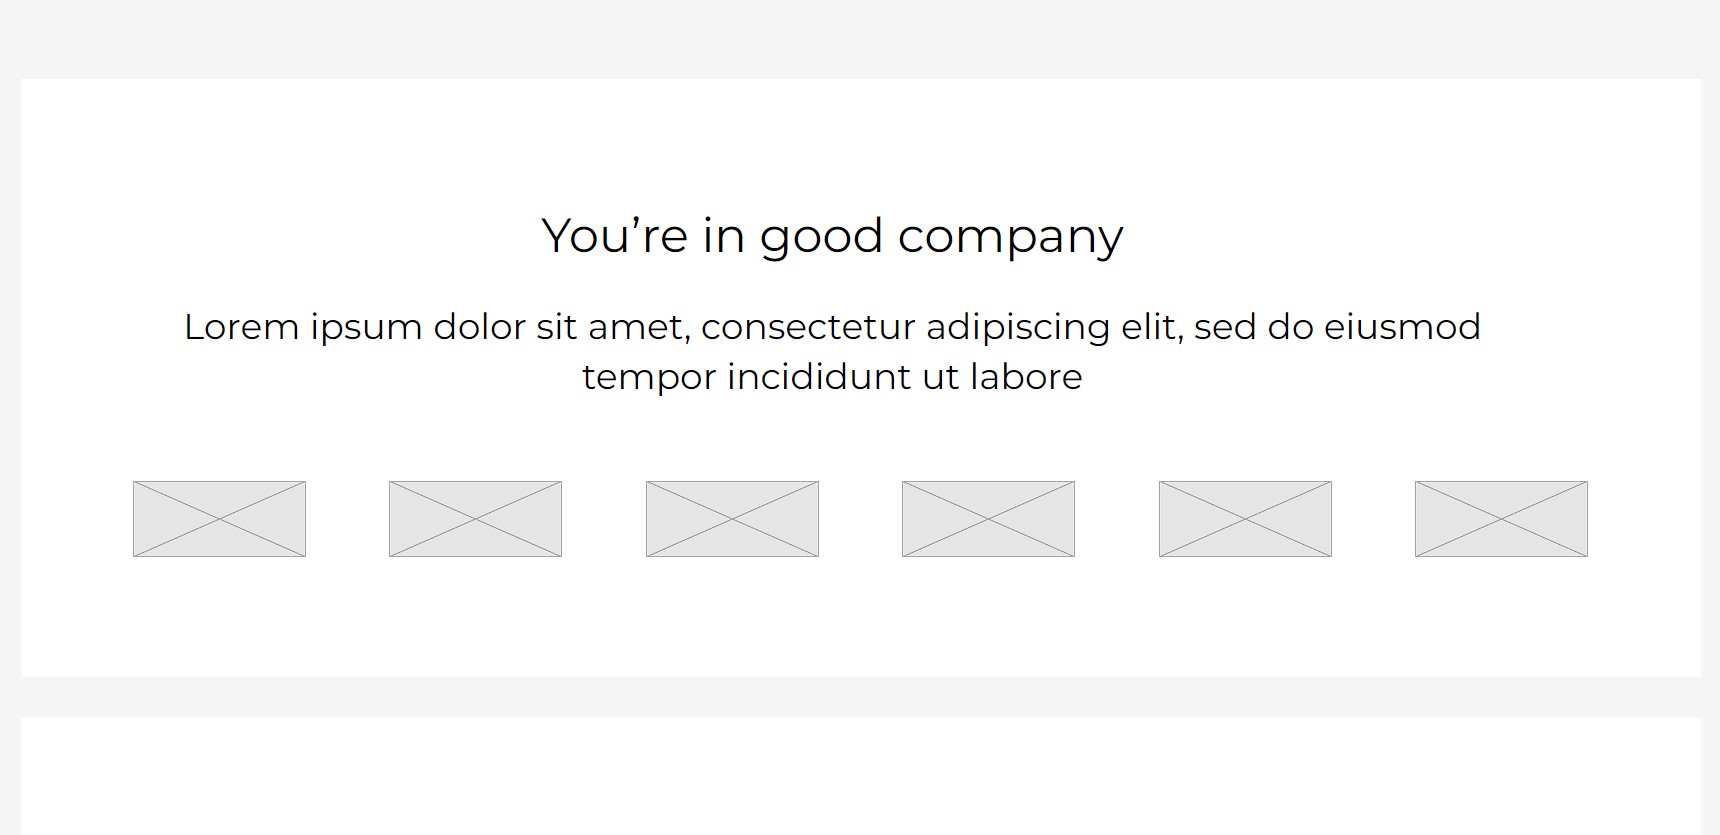 You’re in good company
Lorem ipsum dolor sit amet, consectetur adipiscing elit, sed do eiusmod
tempor incididunt ut labore